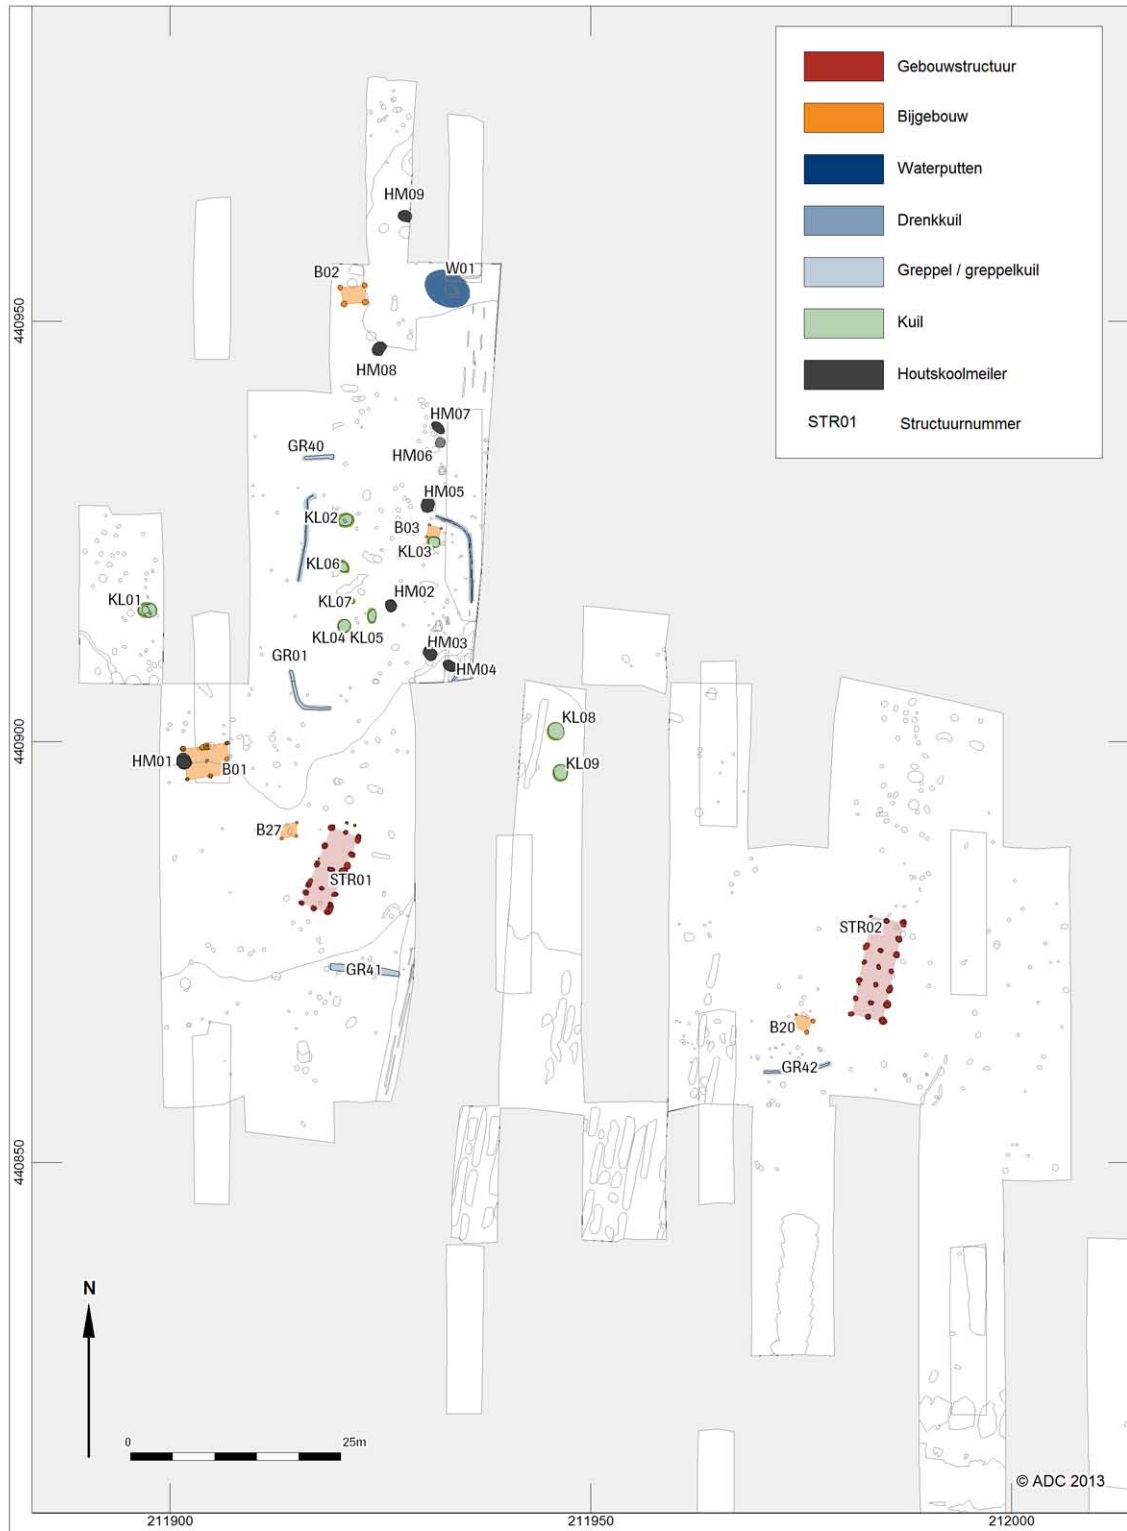 Gebouwstructuur
Bijgebouw
Waterputten
Drenkkuil
Greppel / greppelkuil
Kuil
Houtskoolmeiler
STR01 Structuurnummer
HM09
B02
W01
440950
HM08
HM07
GR40
HM06
HM05
KL02
B03
KL03
KL06
KL01
KL07
HM02
KL04 KL05
HM03
GR01
HM04
KL08
440900
HM01
B01
KL09
B27
STR01
STR02
GR41
B20
GR42
440850
N
0 25m
© ADC 2013
211900 211950 212000